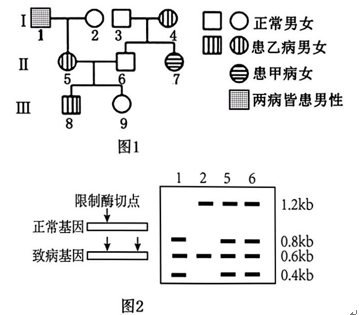 I 1 2 3 4 正常男女
II 5 6 7 患乙病男女
患甲病女
III 8 9 两病皆患男性
图1
限制酶切点
正常基因
致病基因
1 2 5 6
1.2kb
0.8kb
0.6kb
0.4kb
图2